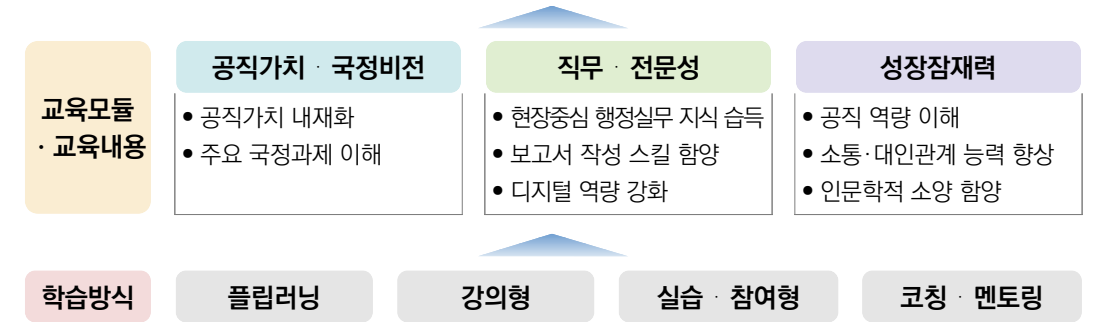 교육모듈
· 교육내용
공직가치 · 국정비전
• 공직가치 내재화
• 주요 국정과제 이해
직무 · 전문성
• 현장중심 행정실무 지식 습득
• 보고서 작성 스킬 함양
• 디지털 역량 강화
성장잠재력
• 공직 역량 이해
• 소통·대인관계 능력 향상
• 인문학적 소양 함양
학습방식
플립러닝
강의형
실습 · 참여형
코칭 · 멘토링